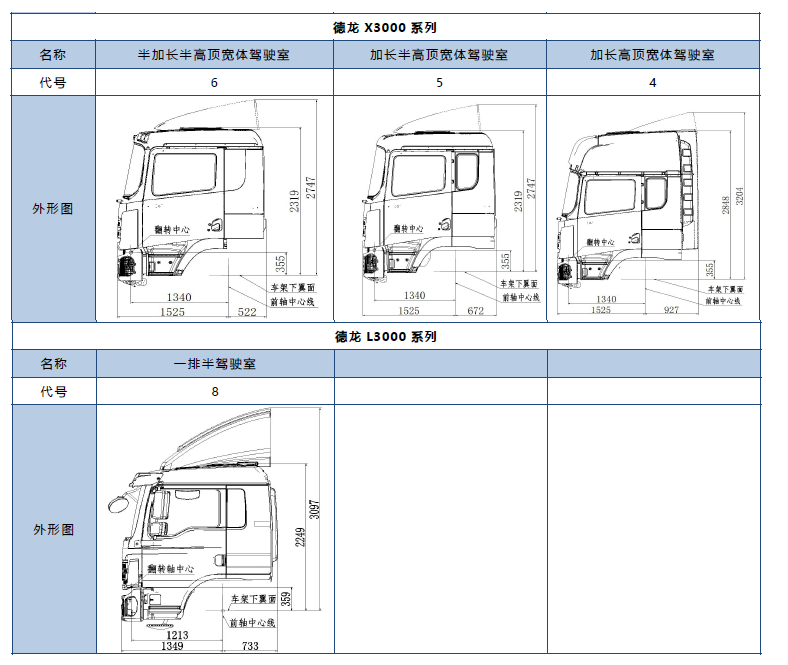 德龙 X3000 系列
名称 半加长半高顶宽体驾驶室 加长半高顶宽体驾驶室 加长高顶宽体驾驶室
代号 6 5 4
外形图
翻转中心
2319
2747
355
车架下翼面
前轴中心线
1340
1525 522
翻转中心
2319
2747
355
车架下翼面
前轴中心线
1340
1525 672
翻转中心
2848
3204
355
车架下翼面
前轴中心线
1340
1525 927
德龙 L3000 系列
名称 一排半驾驶室
代号 8
外形图
翻转轴中心
2249
3097
359
车架下翼面
前轴中心线
1213
1349 733